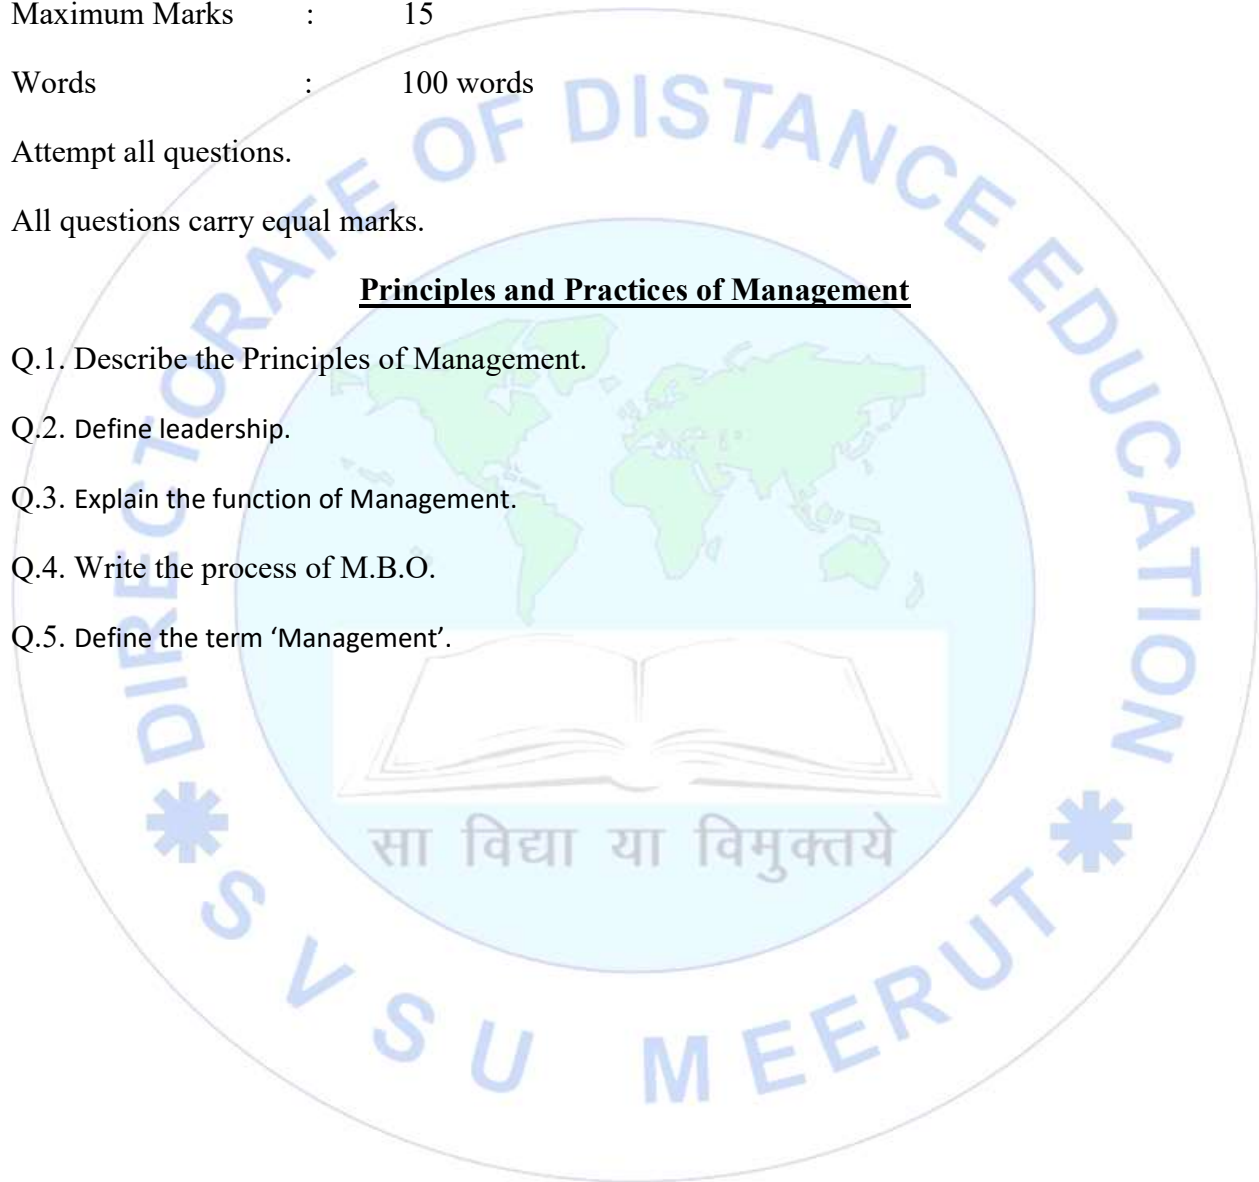 Maximum Marks : 15
Words : 100 words
Attempt all questions.
All questions carry equal marks.
Principles and Practices of Management
Q.1. Describe the Principles of Management.
Q.2. Define leadership.
Q.3. Explain the function of Management.
Q.4. Write the process of M.B.O.
Q.5. Define the term ‘Management’.
DIRECTORATE OF DISTANCE EDUCATION
सा विद्या या विमुक्तये
S V S U MEERUT